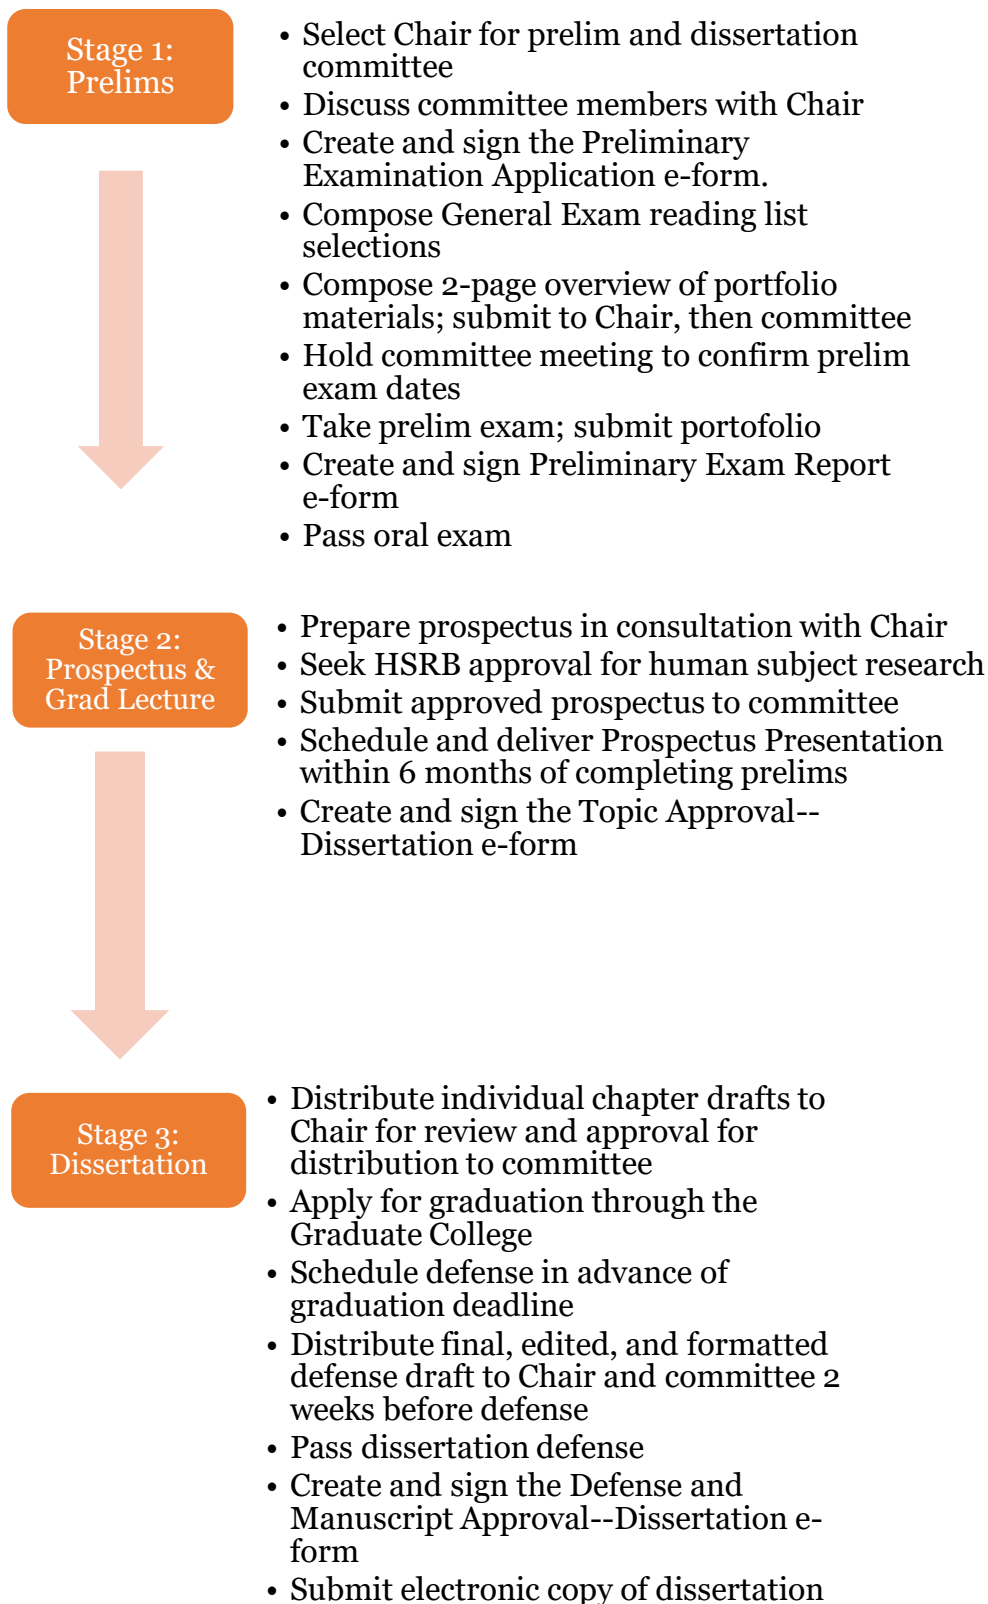 Stage 1:
Prelims
• Select Chair for prelim and dissertation
committee
• Discuss committee members with Chair
• Create and sign the Preliminary
Examination Application e-form.
• Compose General Exam reading list
selections
• Compose 2-page overview of portfolio
materials; submit to Chair, then committee
• Hold committee meeting to confirm prelim
exam dates
• Take prelim exam; submit portofolio
• Create and sign Preliminary Exam Report
e-form
• Pass oral exam
Stage 2:
Prospectus &
Grad Lecture
• Prepare prospectus in consultation with Chair
• Seek HSRB approval for human subject research
• Submit approved prospectus to committee
• Schedule and deliver Prospectus Presentation
within 6 months of completing prelims
• Create and sign the Topic Approval--
Dissertation e-form
Stage 3:
Dissertation
• Distribute individual chapter drafts to
Chair for review and approval for
distribution to committee
• Apply for graduation through the
Graduate College
• Schedule defense in advance of
graduation deadline
• Distribute final, edited, and formatted
defense draft to Chair and committee 2
weeks before defense
• Pass dissertation defense
• Create and sign the Defense and
Manuscript Approval--Dissertation e-
form
• Submit electronic copy of dissertation